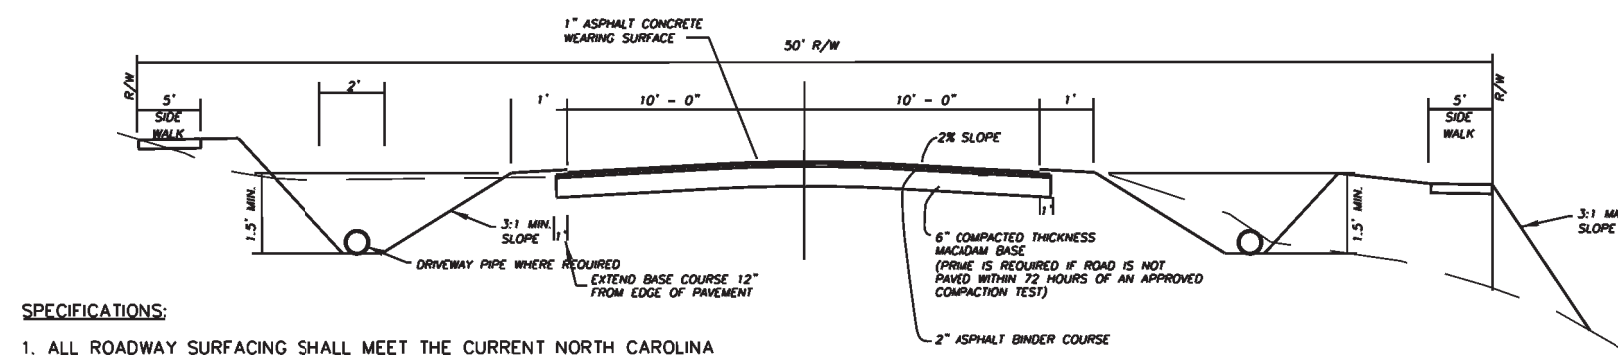 1" ASPHALT CONCRETE
WEARING SURFACE
50' R/W
R/W
R/W
5'
SIDE
WALK
2'
1'
10' - 0"
10' - 0"
1'
5'
SIDE
WALK
2% SLOPE
1.5' MIN.
3:1 MIN.
SLOPE
1'
1'
1.5' MIN.
3:1
SLOPE
DRIVEWAY PIPE WHERE REQUIRED
EXTEND BASE COURSE 12"
FROM EDGE OF PAVEMENT
6" COMPACTED THICKNESS
MACADAM BASE
(PRIME IS REQUIRED IF ROAD IS NOT
PAVED WITHIN 72 HOURS OF AN APPROVED
COMPACTION TEST)
2" ASPHALT BINDER COURSE
SPECIFICATIONS:
1. ALL ROADWAY SURFACING SHALL MEET THE CURRENT NORTH CAROLINA